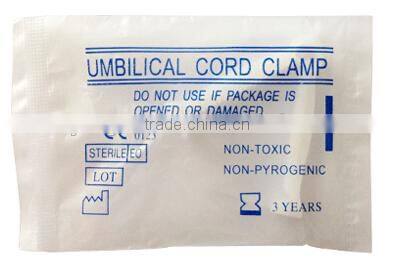 UMBILICAL CORD CLAMP
DO NOT USE IF PACKAGE IS
OPENED OR DAMAGED
trade.china.cn
CE 0123
STERILE EO
NON-TOXIC
LOT
NON-PYROGENIC
3 YEARS